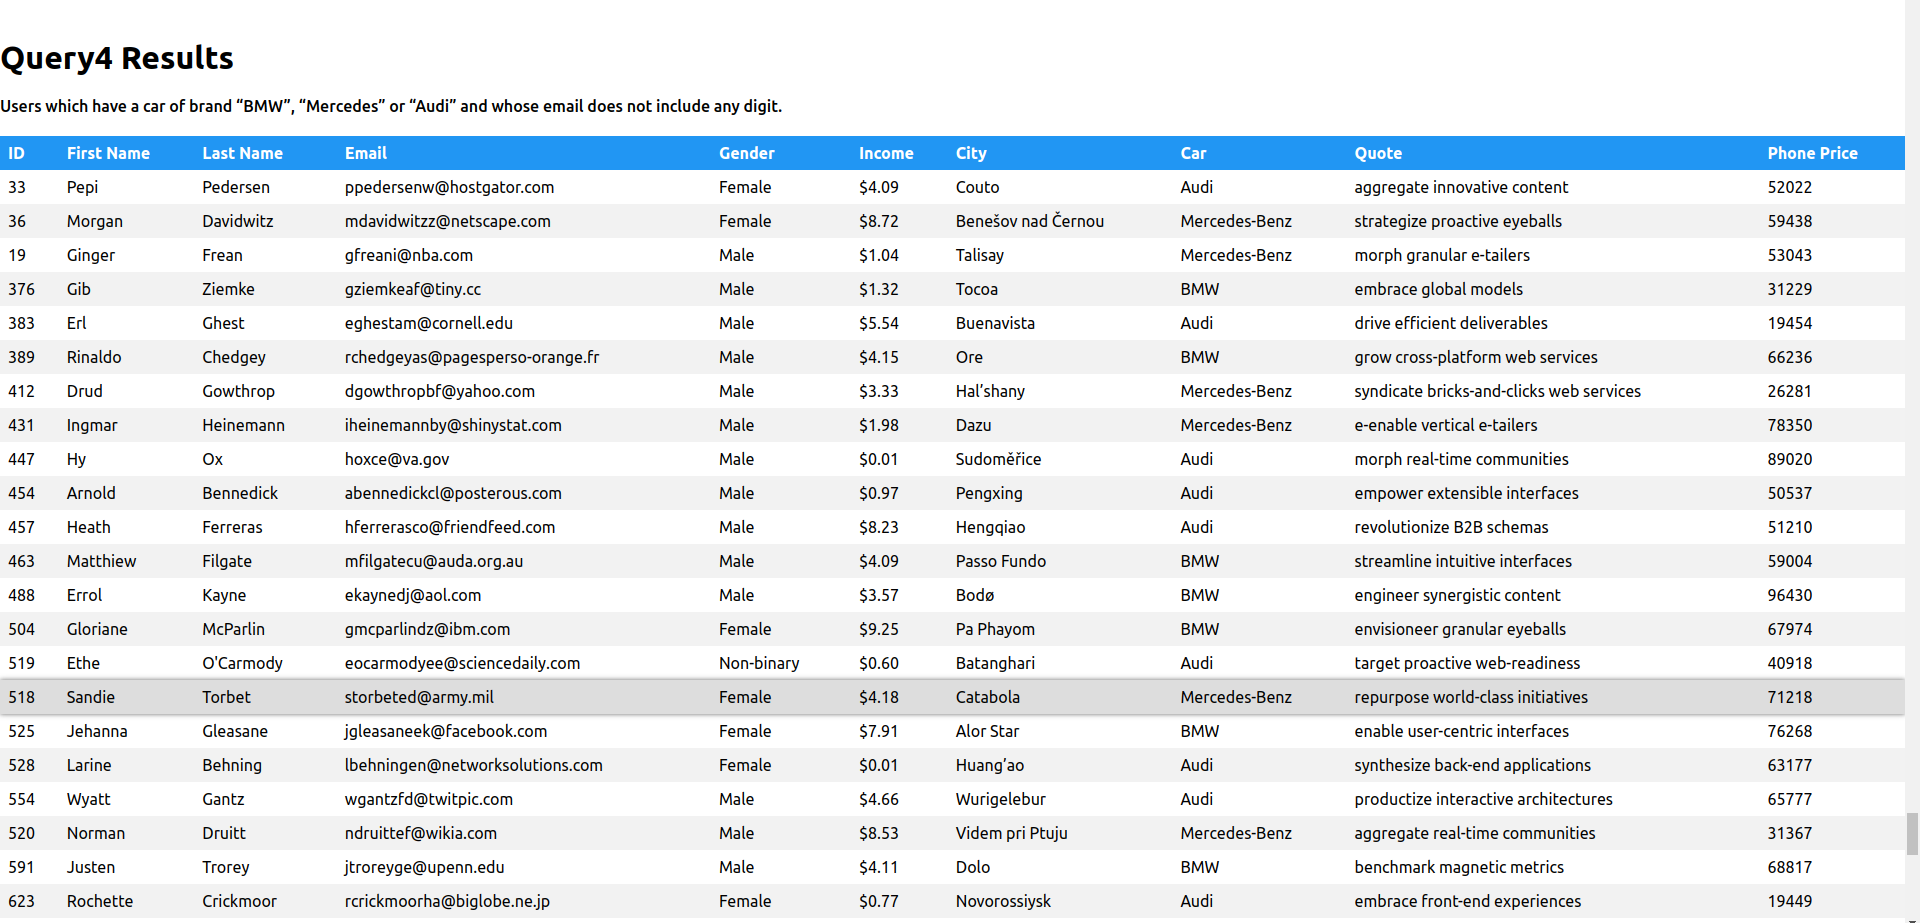 Query4 Results
Users which have a car of brand “BMW”, “Mercedes” or “Audi” and whose email does not include any digit.
ID First Name Last Name Email Gender Income City Car Quote Phone Price
33 Pepi Pedersen ppedersenw@hostgator.com Female $4.09 Couto Audi aggregate innovative content 52022
36 Morgan Davidwitz mdavidwitzz@netscape.com Female $8.72 Benešov nad Černou Mercedes-Benz strategize proactive eyeballs 59438
19 Ginger Frean gfreani@nba.com Male $1.04 Talisay Mercedes-Benz morph granular e-tailers 53043
376 Gib Ziemke gziemkeaf@tiny.cc Male $1.32 Tocoa BMW embrace global models 31229
383 Erl Ghest eghestam@cornell.edu Male $5.54 Buenavista Audi drive efficient deliverables 19454
389 Rinaldo Chedgey rchedgeyas@pagesperso-orange.fr Male $4.15 Ore BMW grow cross-platform web services 66236
412 Drud Gowthrop dgowthropbf@yahoo.com Male $3.33 Hal’shany Mercedes-Benz syndicate bricks-and-clicks web services 26281
431 Ingmar Heinemann iheinemannby@shinystat.com Male $1.98 Dazu Mercedes-Benz e-enable vertical e-tailers 78350
447 Hy Ox hoxce@va.gov Male $0.01 Sudoměřice Audi morph real-time communities 89020
454 Arnold Bennedick abennedickcl@posterous.com Male $0.97 Pengxing Audi empower extensible interfaces 50537
457 Heath Ferreras hferrerasco@friendfeed.com Male $8.23 Hengqiao Audi revolutionize B2B schemas 51210
463 Matthiew Filgate mfilgatecu@auda.org.au Male $4.09 Passo Fundo BMW streamline intuitive interfaces 59004
488 Errol Kayne ekaynedj@aol.com Male $3.57 Bodø BMW engineer synergistic content 96430
504 Gloriane McParlin gmcparlindz@ibm.com Female $9.25 Pa Phayom BMW envisioneer granular eyeballs 67974
519 Ethe O'Carmody eocarmodyee@sciencedaily.com Non-binary $0.60 Batanghari Audi target proactive web-readiness 40918
518 Sandie Torbet storbeted@army.mil Female $4.18 Catabola Mercedes-Benz repurpose world-class initiatives 71218
525 Jehanna Gleasane jgleasaneek@facebook.com Female $7.91 Alor Star BMW enable user-centric interfaces 76268
528 Larine Behning lbehningen@networksolutions.com Female $0.01 Huang’ao Audi synthesize back-end applications 63177
554 Wyatt Gantz wgantzfd@twitpic.com Male $4.66 Wurigelebur Audi productize interactive architectures 65777
520 Norman Druitt ndruittef@wikia.com Male $8.53 Videm pri Ptuju Mercedes-Benz aggregate real-time communities 31367
591 Justen Trorey jtroreyge@upenn.edu Male $4.11 Dolo BMW benchmark magnetic metrics 68817
623 Rochette Crickmoor rcrickmoorha@biglobe.ne.jp Female $0.77 Novorossiysk Audi embrace front-end experiences 19449